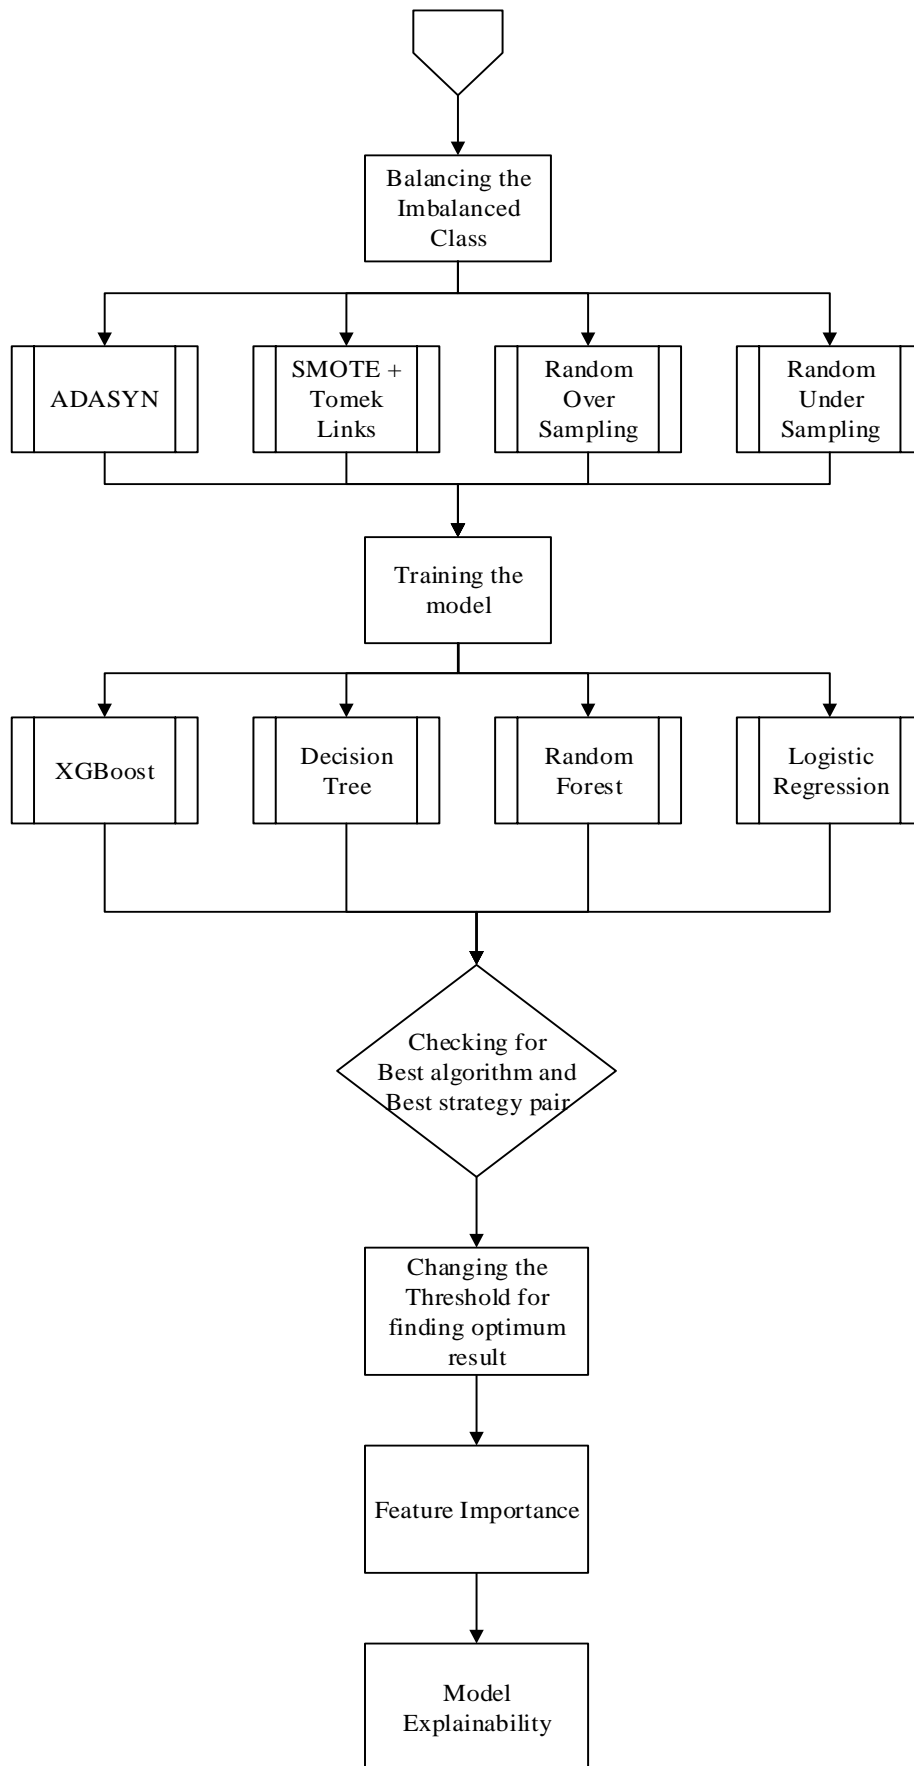 Balancing the
Imbalanced
Class
ADASYN
SMOTE +
Tomek
Links
Random
Over
Sampling
Random
Under
Sampling
Training the
model
XGBoost
Decision
Tree
Random
Forest
Logistic
Regression
Checking for
Best algorithm and
Best strategy pair
Changing the
Threshold for
finding optimum
result
Feature Importance
Model
Explainability